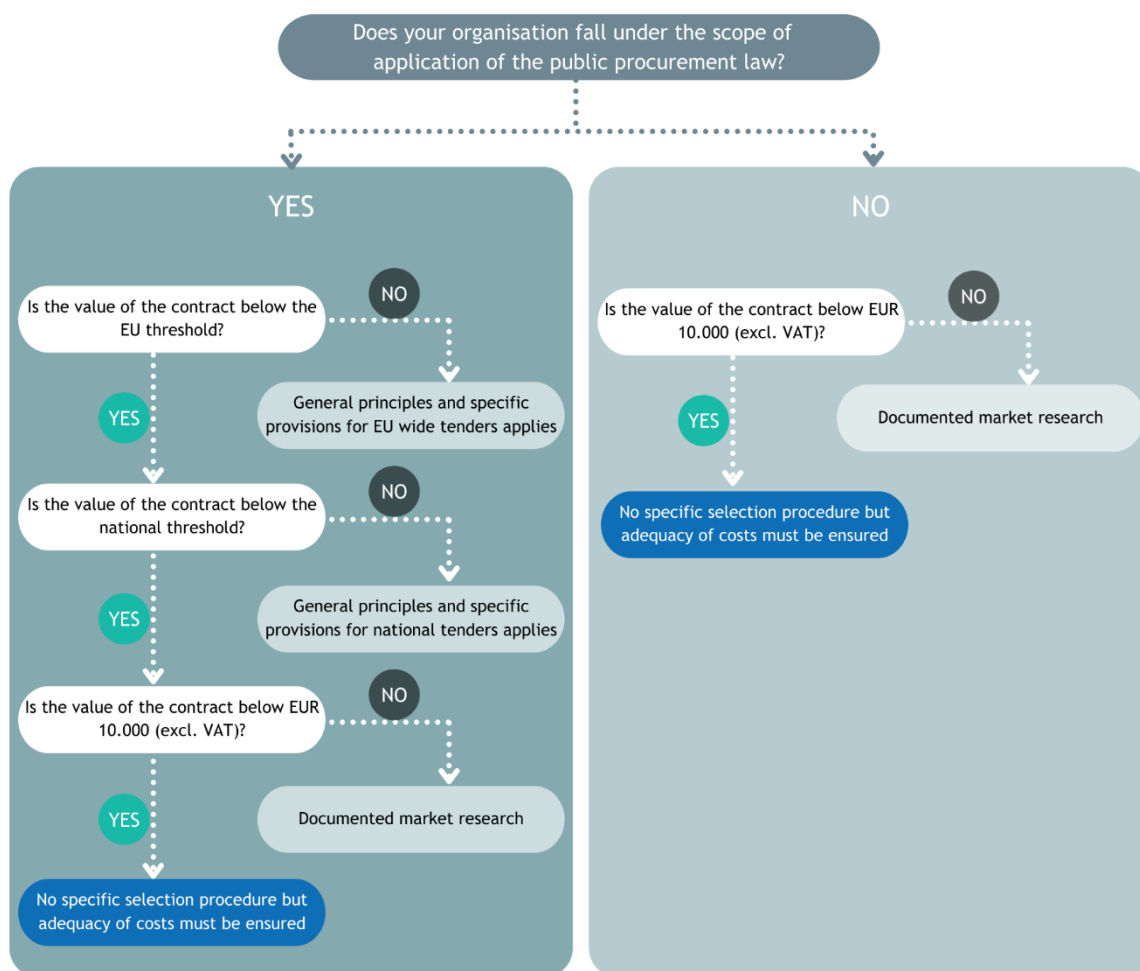 Does your organisation fall under the scope of
application of the public procurement law?
YES
Is the value of the contract below the
EU threshold?
NO
General principles and specific
provisions for EU wide tenders applies
YES
Is the value of the contract below the
national threshold?
NO
General principles and specific
provisions for national tenders applies
YES
Is the value of the contract below EUR
10.000 (excl. VAT)?
NO
Documented market research
YES
No specific selection procedure but
adequacy of costs must be ensured
NO
Is the value of the contract below EUR
10.000 (excl. VAT)?
NO
Documented market research
YES
No specific selection procedure but
adequacy of costs must be ensured